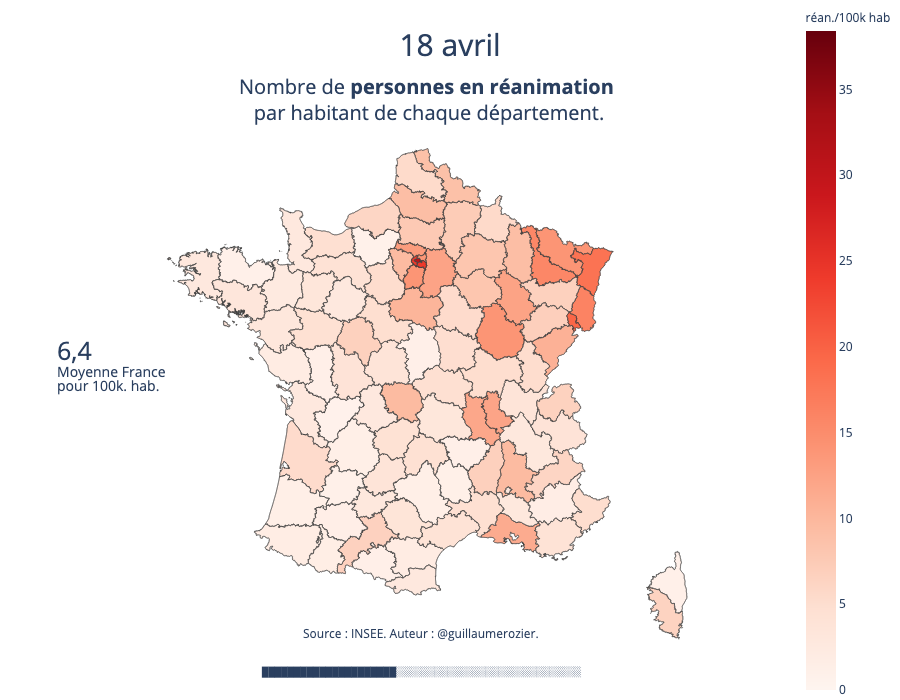 réan./100k hab
18 avril
Nombre de personnes en réanimation
par habitant de chaque département.
35
30
25
20
15
10
5
0
6,4
Moyenne France
pour 100k. hab.
Source : INSEE. Auteur : @guillaumerozier.